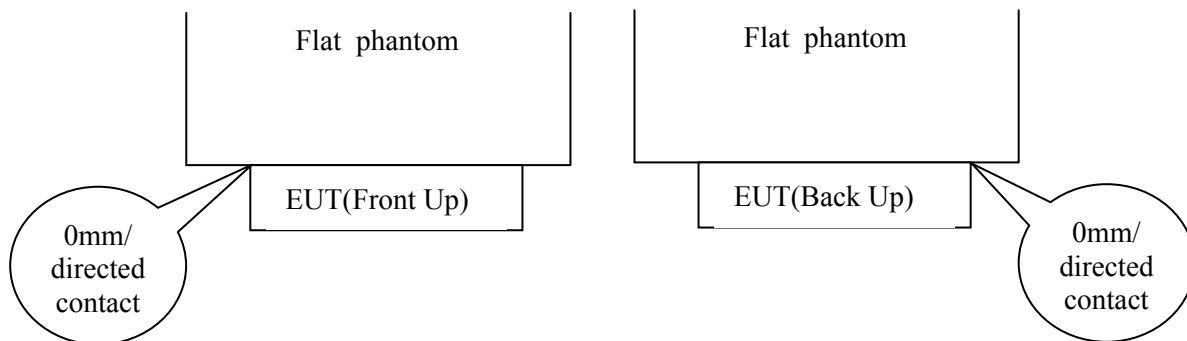 Flat phantom
EUT(Front Up)
0mm/
directed
contact
Flat phantom
EUT(Back Up)
0mm/
directed
contact